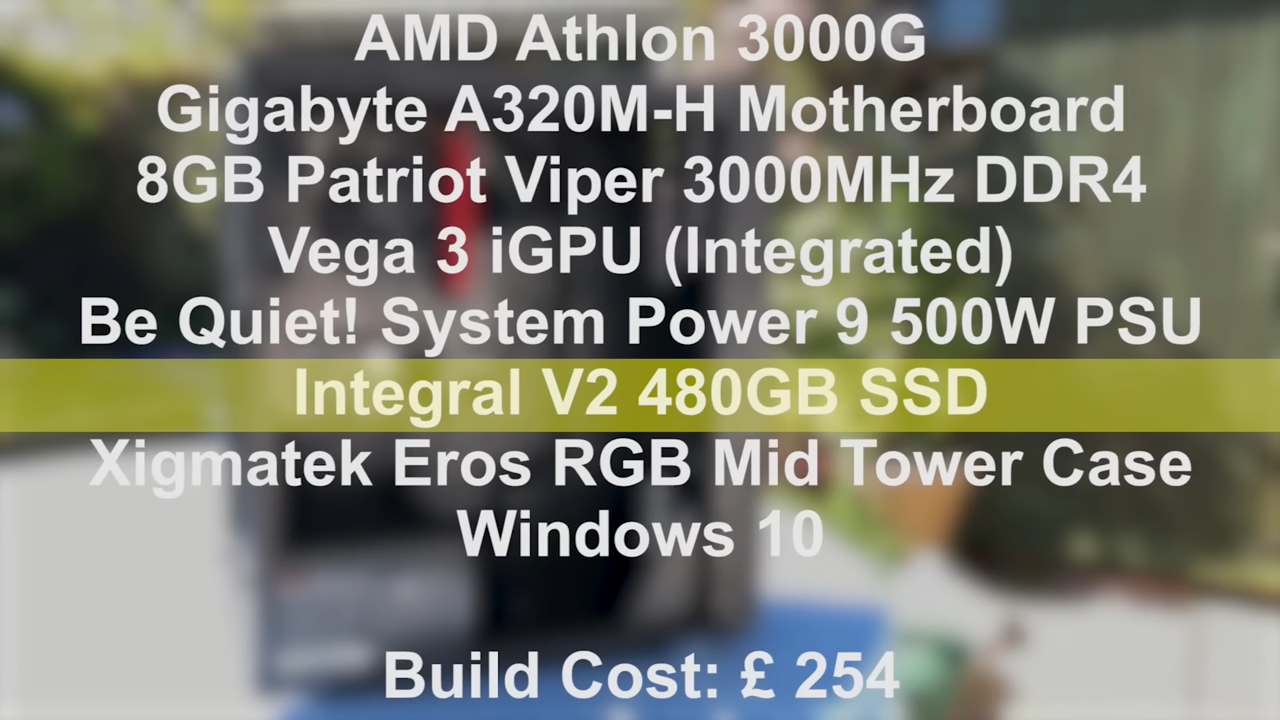 AMD Athlon 3000G
Gigabyte A320M-H Motherboard
8GB Patriot Viper 3000MHz DDR4
Vega 3 iGPU (Integrated)
Be Quiet! System Power 9 500W PSU
Integral V2 480GB SSD
Xigmatek Eros RGB Mid Tower Case
Windows 10
Build Cost: £ 254